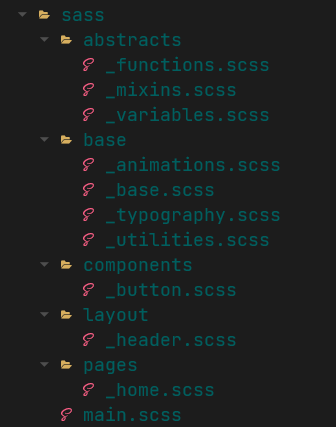 sass
abstracts
_functions.scss
_mixins.scss
_variables.scss
base
_animations.scss
_base.scss
_typography.scss
_utilities.scss
components
_button.scss
layout
_header.scss
pages
_home.scss
main.scss